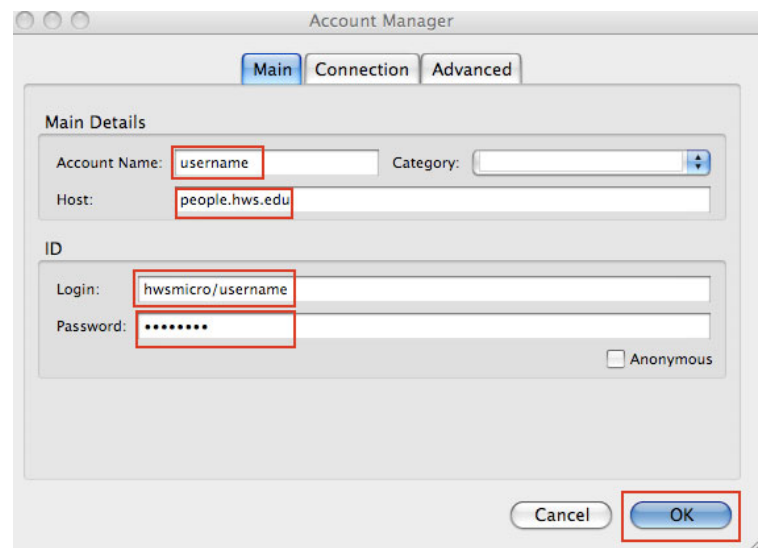 Account Manager
Main Connection Advanced
Main Details
Account Name: username Category:
Host: people.hws.edu
ID
Login: hwsmicro/username
Password: ••••••••
Anonymous
Cancel OK